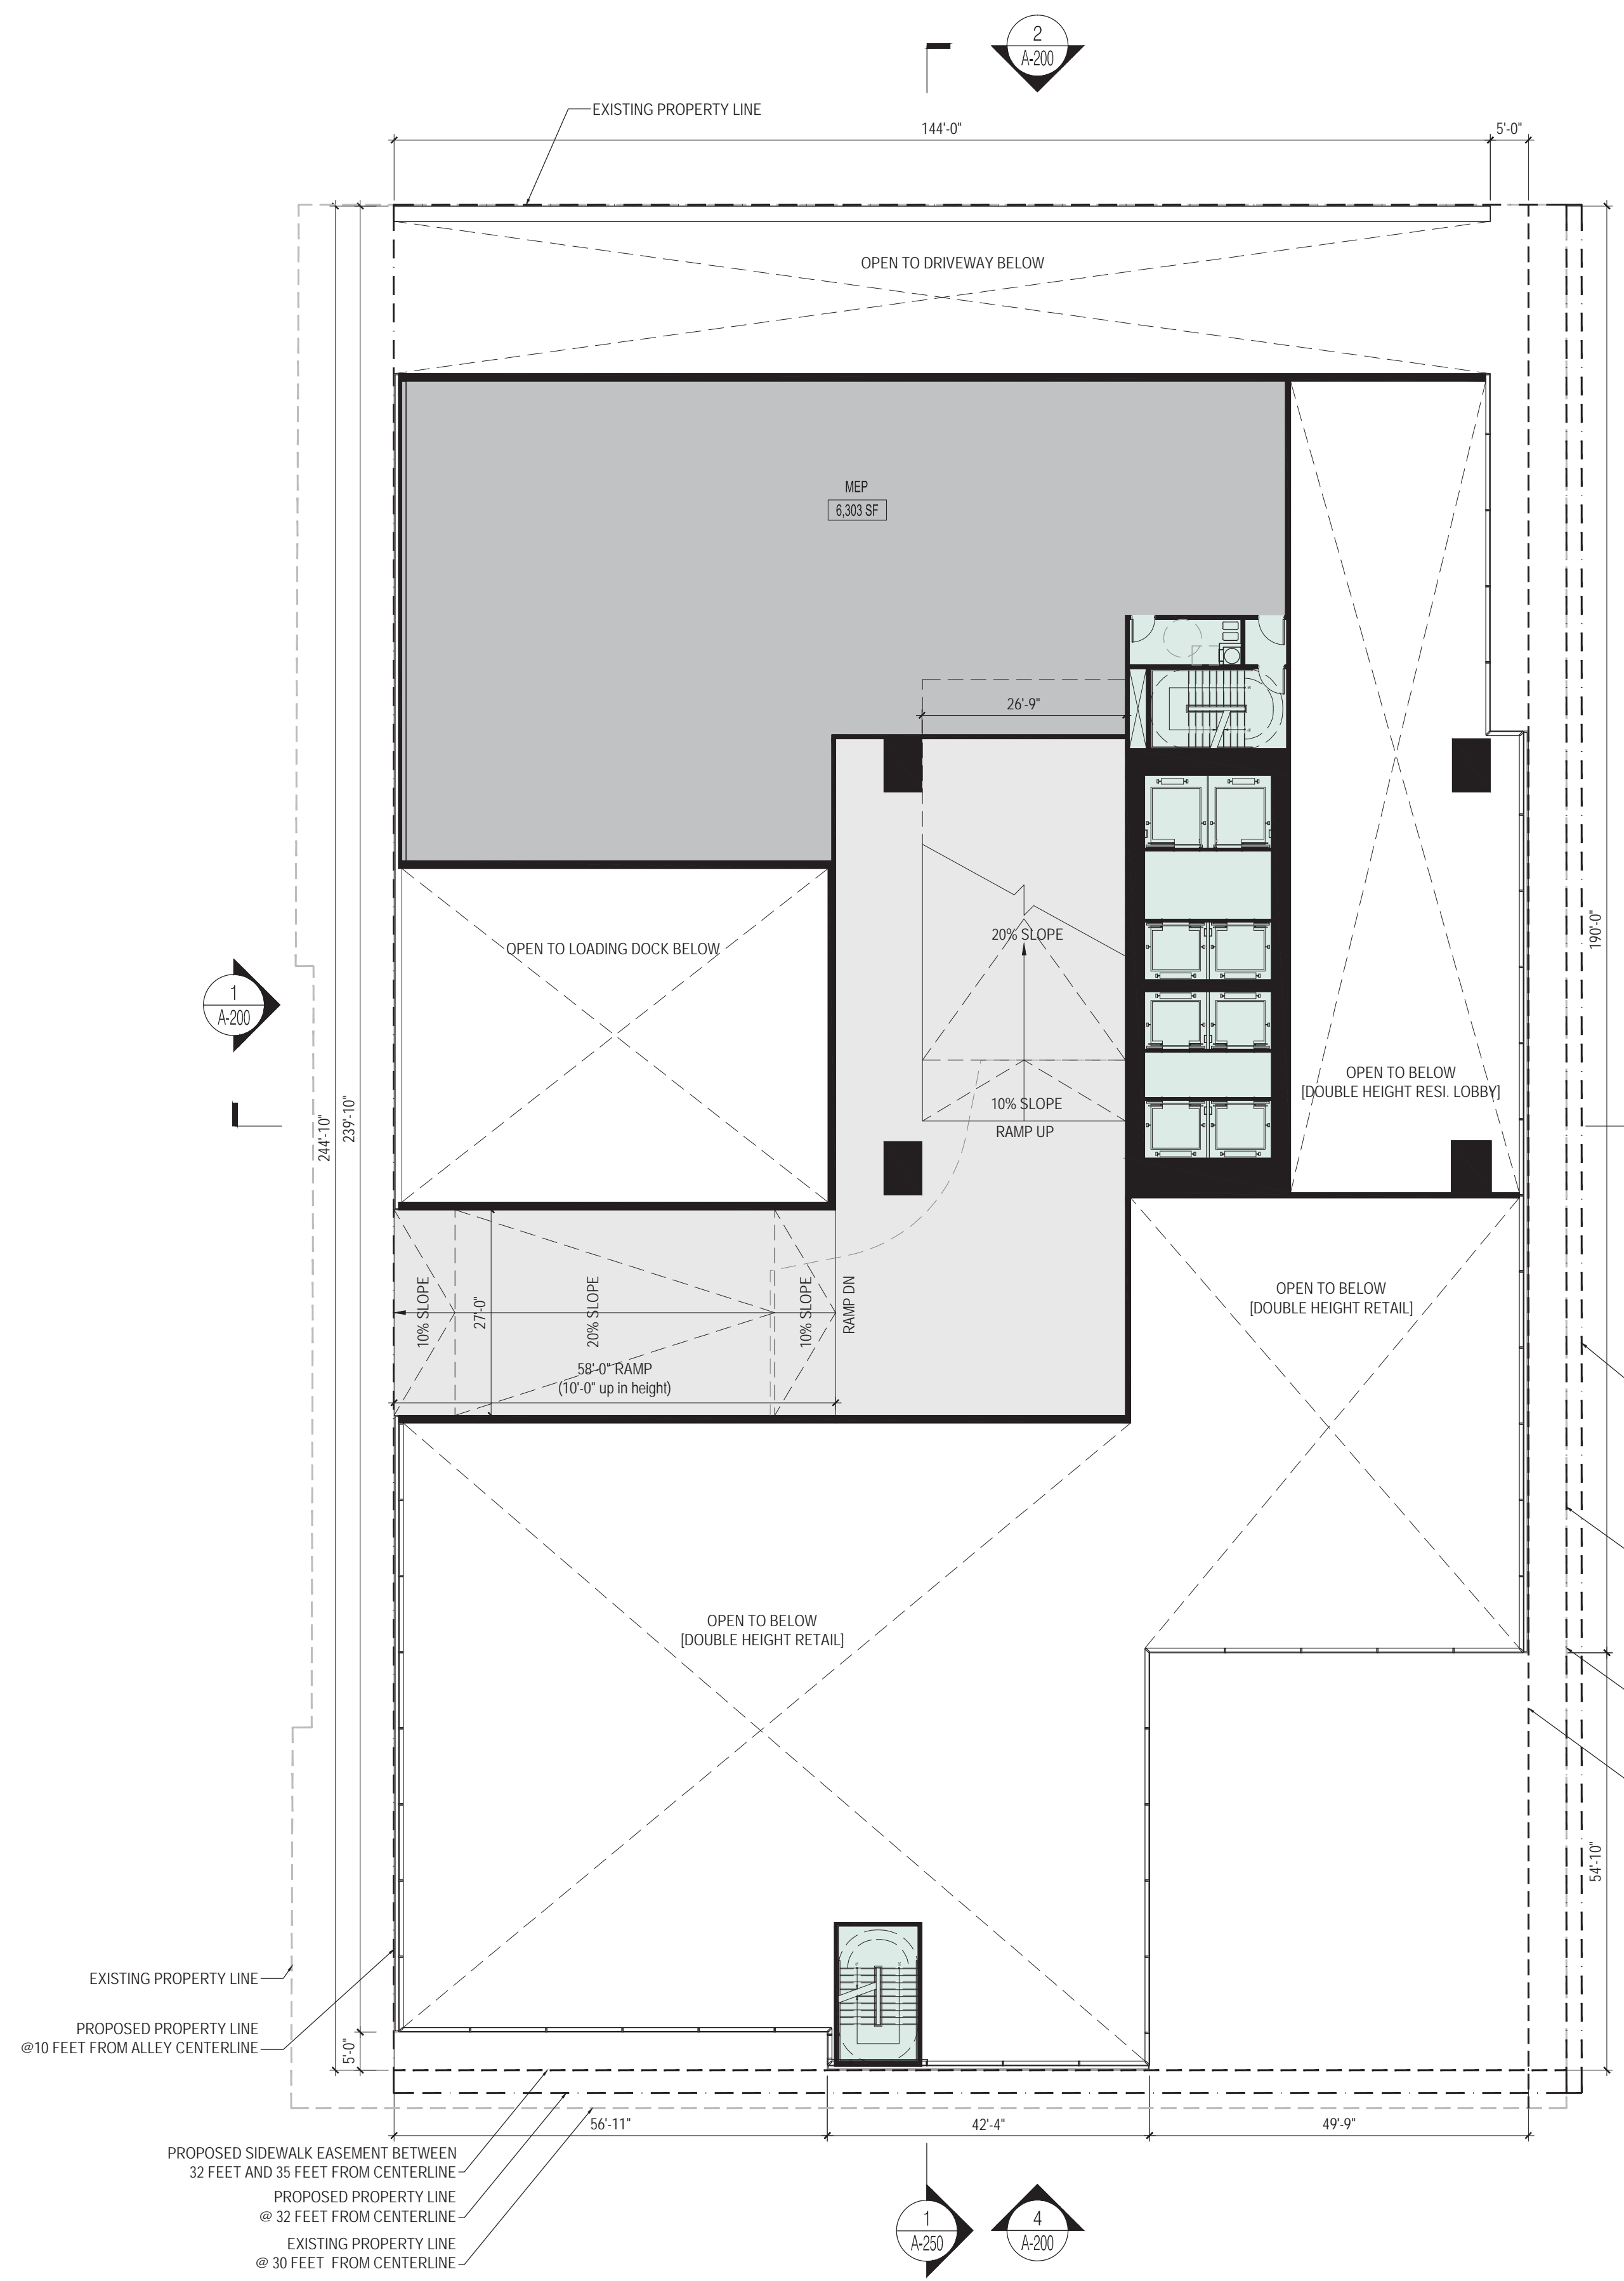 2
A-200
EXISTING PROPERTY LINE
144'-0"
5'-0"
OPEN TO DRIVEWAY BELOW
MEP
6,303 SF
26'-9"
OPEN TO LOADING DOCK BELOW
20% SLOPE
190'-0"
1
A-200
10% SLOPE
RAMP UP
OPEN TO BELOW
[DOUBLE HEIGHT RESI. LOBBY]
244'-10"
239'-10"
10% SLOPE
27'-0"
20% SLOPE
10% SLOPE
RAMP DN
58'-0" RAMP
(10'-0" up in height)
OPEN TO BELOW
[DOUBLE HEIGHT RETAIL]
OPEN TO BELOW
[DOUBLE HEIGHT RETAIL]
54'-10"
EXISTING PROPERTY LINE
PROPOSED PROPERTY LINE
@10 FEET FROM ALLEY CENTERLINE
5'-0"
56'-11"
42'-4"
49'-9"
PROPOSED SIDEWALK EASEMENT BETWEEN
32 FEET AND 35 FEET FROM CENTERLINE
PROPOSED PROPERTY LINE
@ 32 FEET FROM CENTERLINE
EXISTING PROPERTY LINE
@ 30 FEET FROM CENTERLINE
1
A-250
4
A-200